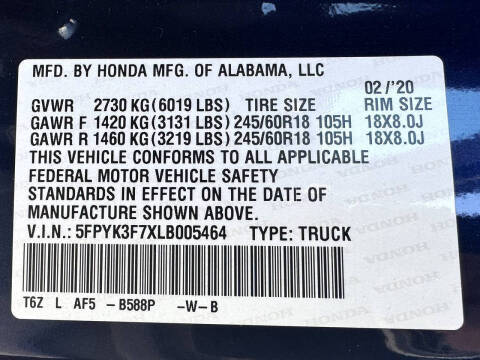 MFD. BY HONDA MFG. OF ALABAMA, LLC
02/'20
GVWR 2730 KG(6019 LBS) TIRE SIZE RIM SIZE
GAWR F 1420 KG(3131 LBS)245/60R18 105H 18X8.0J
GAWR R 1460 KG(3219 LBS)245/60R18 105H 18X8.0J
THIS VEHICLE CONFORMS TO ALL APPLICABLE
FEDERAL MOTOR VEHICLE SAFETY
STANDARDS IN EFFECT ON THE DATE OF
MANUFACTURE SHOWN ABOVE.
V.I.N.: 5FPYK3F7XLB005464 TYPE: TRUCK
T6Z L AF5 -B588P -W-B